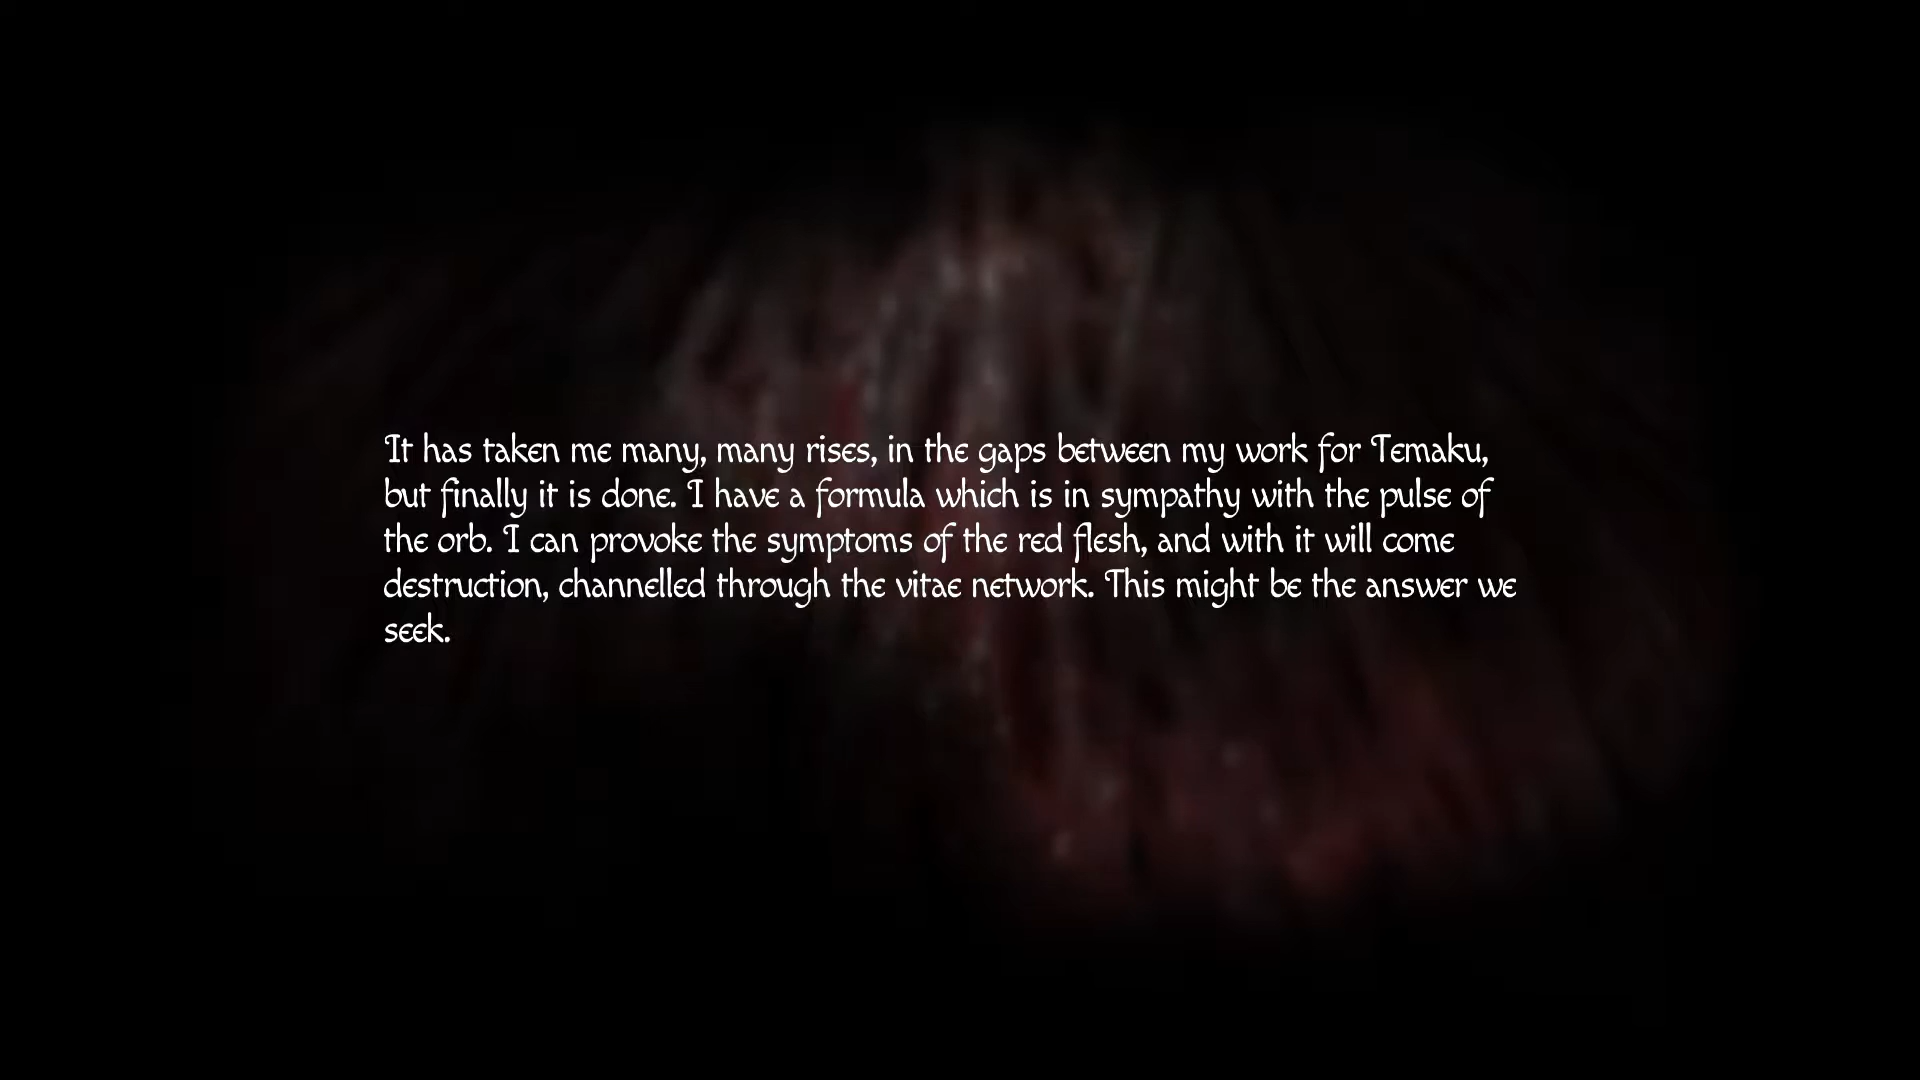 It has taken me many, many rises, in the gaps between my work for Temaku,
but finally it is done. I have a formula which is in sympathy with the pulse of
the orb. I can provoke the symptoms of the red flesh, and with it will come
destruction, channelled through the vitae network. This might be the answer we
seek.